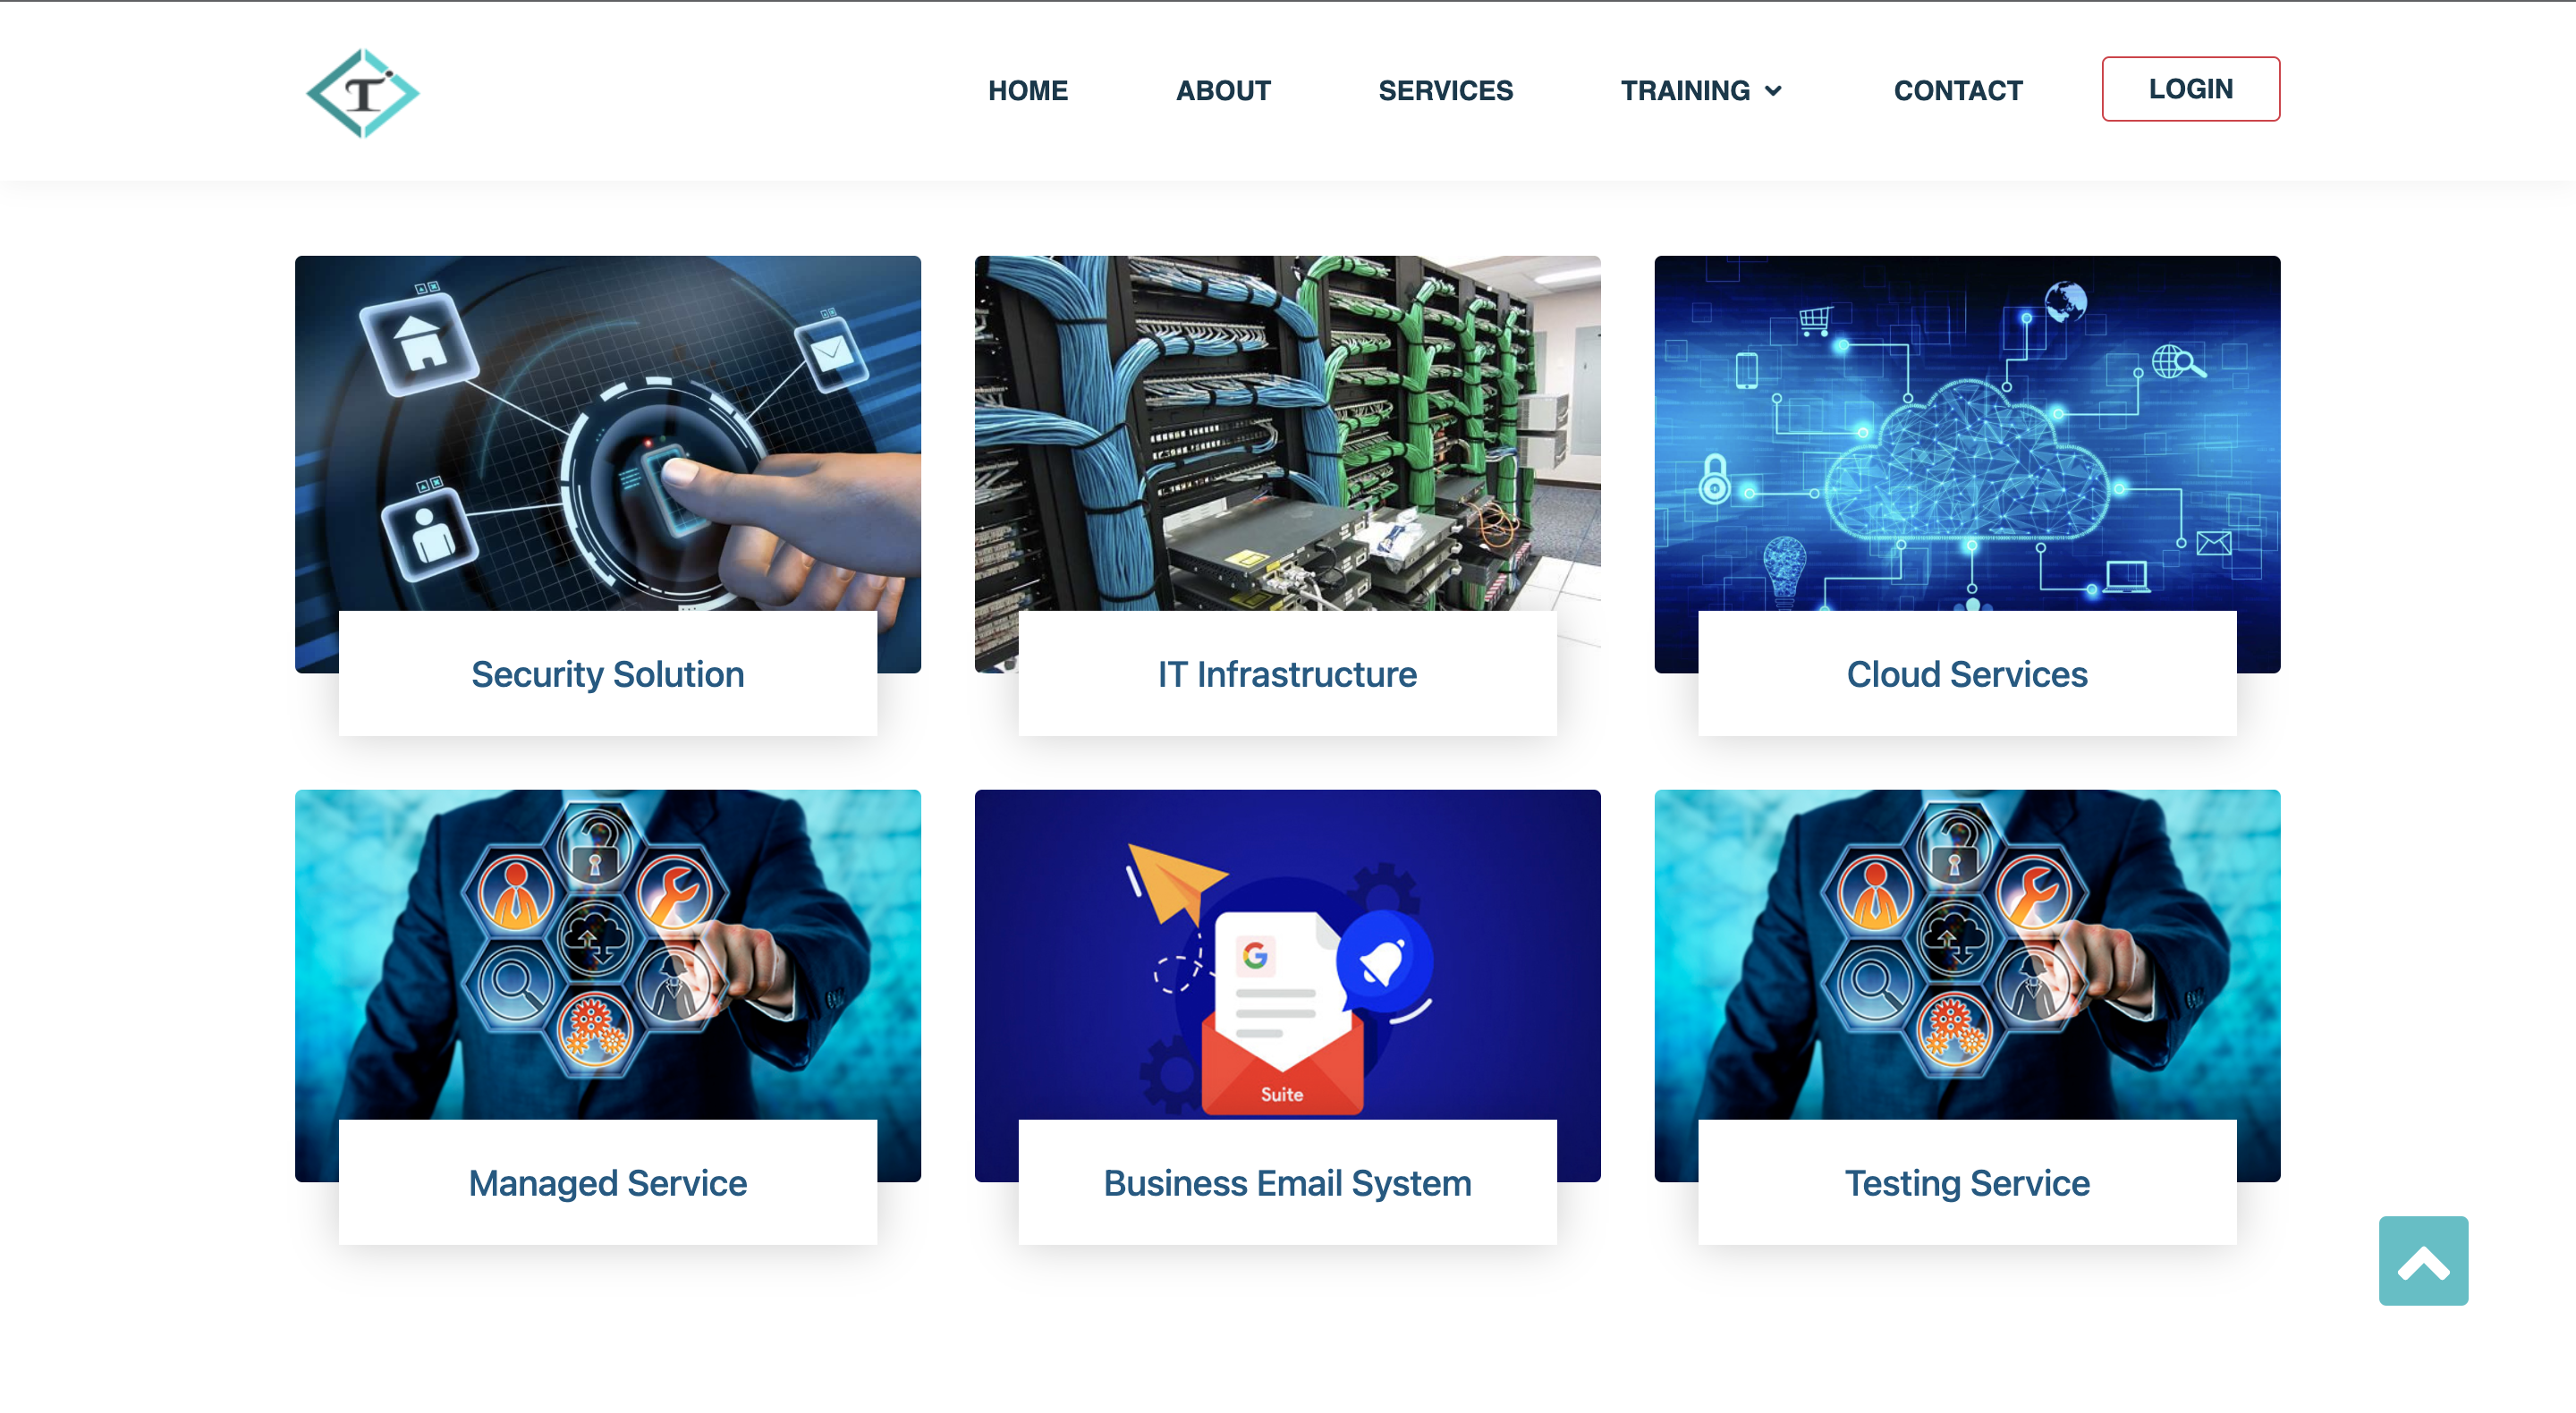 T
HOME
ABOUT
SERVICES
TRAINING
CONTACT
LOGIN
Security Solution
IT Infrastructure
Cloud Services
G
Suite
Managed Service
Business Email System
Testing Service